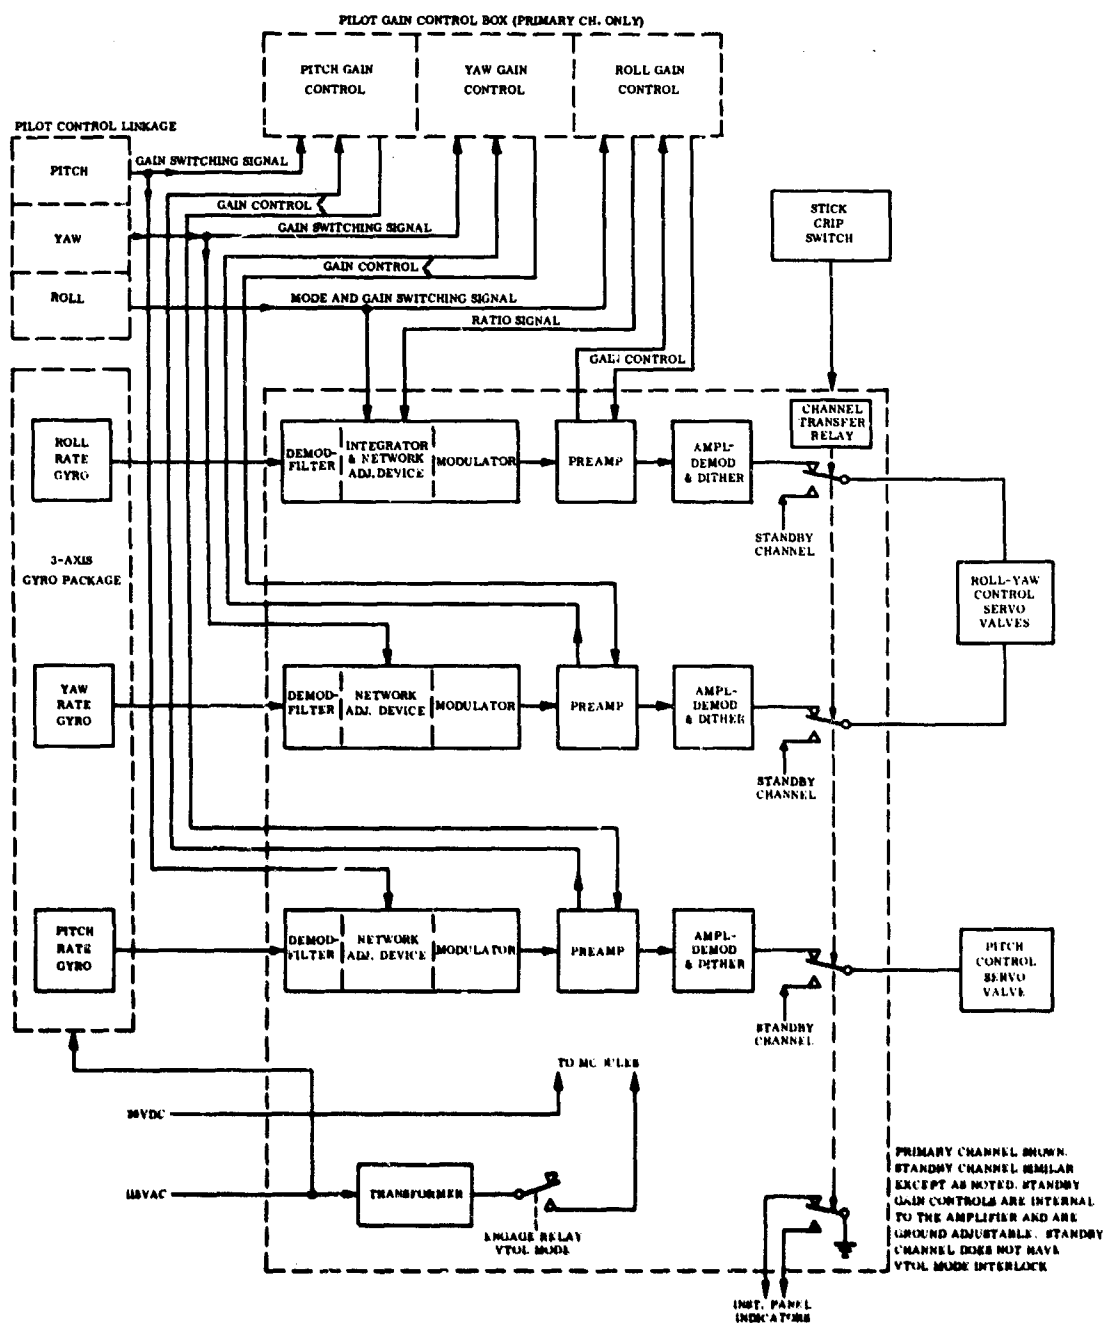 PILOT GAIN CONTROL BOX (PRIMARY CH. ONLY)
PITCH GAIN
CONTROL
YAW GAIN
CONTROL
ROLL GAIN
CONTROL
PILOT CONTROL LINKAGE
PITCH
YAW
ROLL
GAIN SWITCHING SIGNAL
GAIN CONTROL
GAIN SWITCHING SIGNAL
GAIN CONTROL
MODE AND GAIN SWITCHING SIGNAL
RATIO SIGNAL
GAIN CONTROL
STICK
GRIP
SWITCH
CHANNEL
TRANSFER
RELAY
3-AXIS
GYRO PACKAGE
ROLL
RATE
GYRO
DEMOD-
FILTER
INTEGRATOR
& NETWORK
ADJ. DEVICE
MODULATOR
PREAMP
AMPL-
DEMOD
& DITHER
STANDBY
CHANNEL
ROLL-YAW
CONTROL
SERVO
VALVES
YAW
RATE
GYRO
DEMOD-
FILTER
NETWORK
ADJ. DEVICE
MODULATOR
PREAMP
AMPL-
DEMOD
& DITHER
STANDBY
CHANNEL
PITCH
RATE
GYRO
DEMOD-
FILTER
NETWORK
ADJ. DEVICE
MODULATOR
PREAMP
AMPL-
DEMOD
& DITHER
STANDBY
CHANNEL
PITCH
CONTROL
SERVO
VALVE
TO MODULES
115VAC
TRANSFORMER
ENGAGE RELAY
VTOL MODE
INST. PANEL
INDICATORS
PRIMARY CHANNEL SHOWN.
STANDBY CHANNEL SIMILAR
EXCEPT AS NOTED. STANDBY
GAIN CONTROLS ARE INTERNAL
TO THE AMPLIFIER AND ARE
GROUND ADJUSTABLE. STANDBY
CHANNEL DOES NOT HAVE
VTOL MODE INTERLOCK